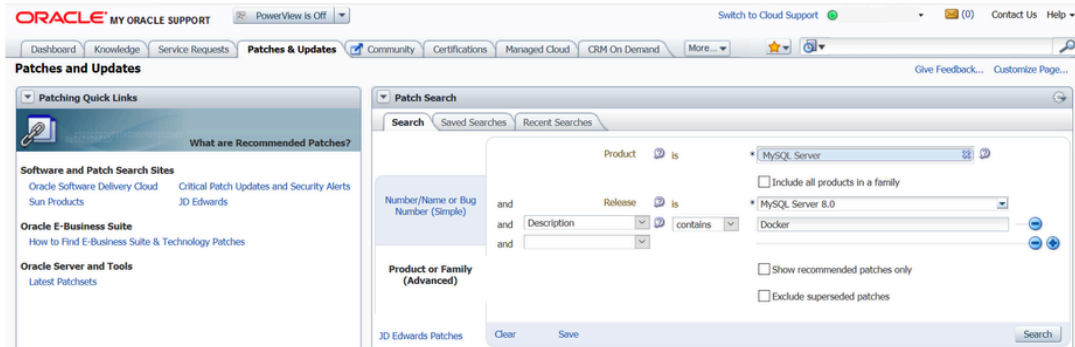 ORACLE MY ORACLE SUPPORT PowerView is Off Switch to Cloud Support (0) Contact Us Help
Dashboard Knowledge Service Requests Patches & Updates Community Certifications Managed Cloud CRM On Demand More...
Patches and Updates Give Feedback... Customize Page...
Patching Quick Links
What are Recommended Patches?
Software and Patch Search Sites
Oracle Software Delivery Cloud Critical Patch Updates and Security Alerts
Sun Products JD Edwards
Oracle E-Business Suite
How to Find E-Business Suite & Technology Patches
Oracle Server and Tools
Latest Patchsets
Patch Search
Search Saved Searches Recent Searches
Number/Name or Bug
Number (Simple)
Product or Family
(Advanced)
JD Edwards Patches
Product is * MySQL Server
Include all products in a family
and Release is * MySQL Server 8.0
and Description contains Docker
and
Show recommended patches only
Exclude superseded patches
Clear Save Search